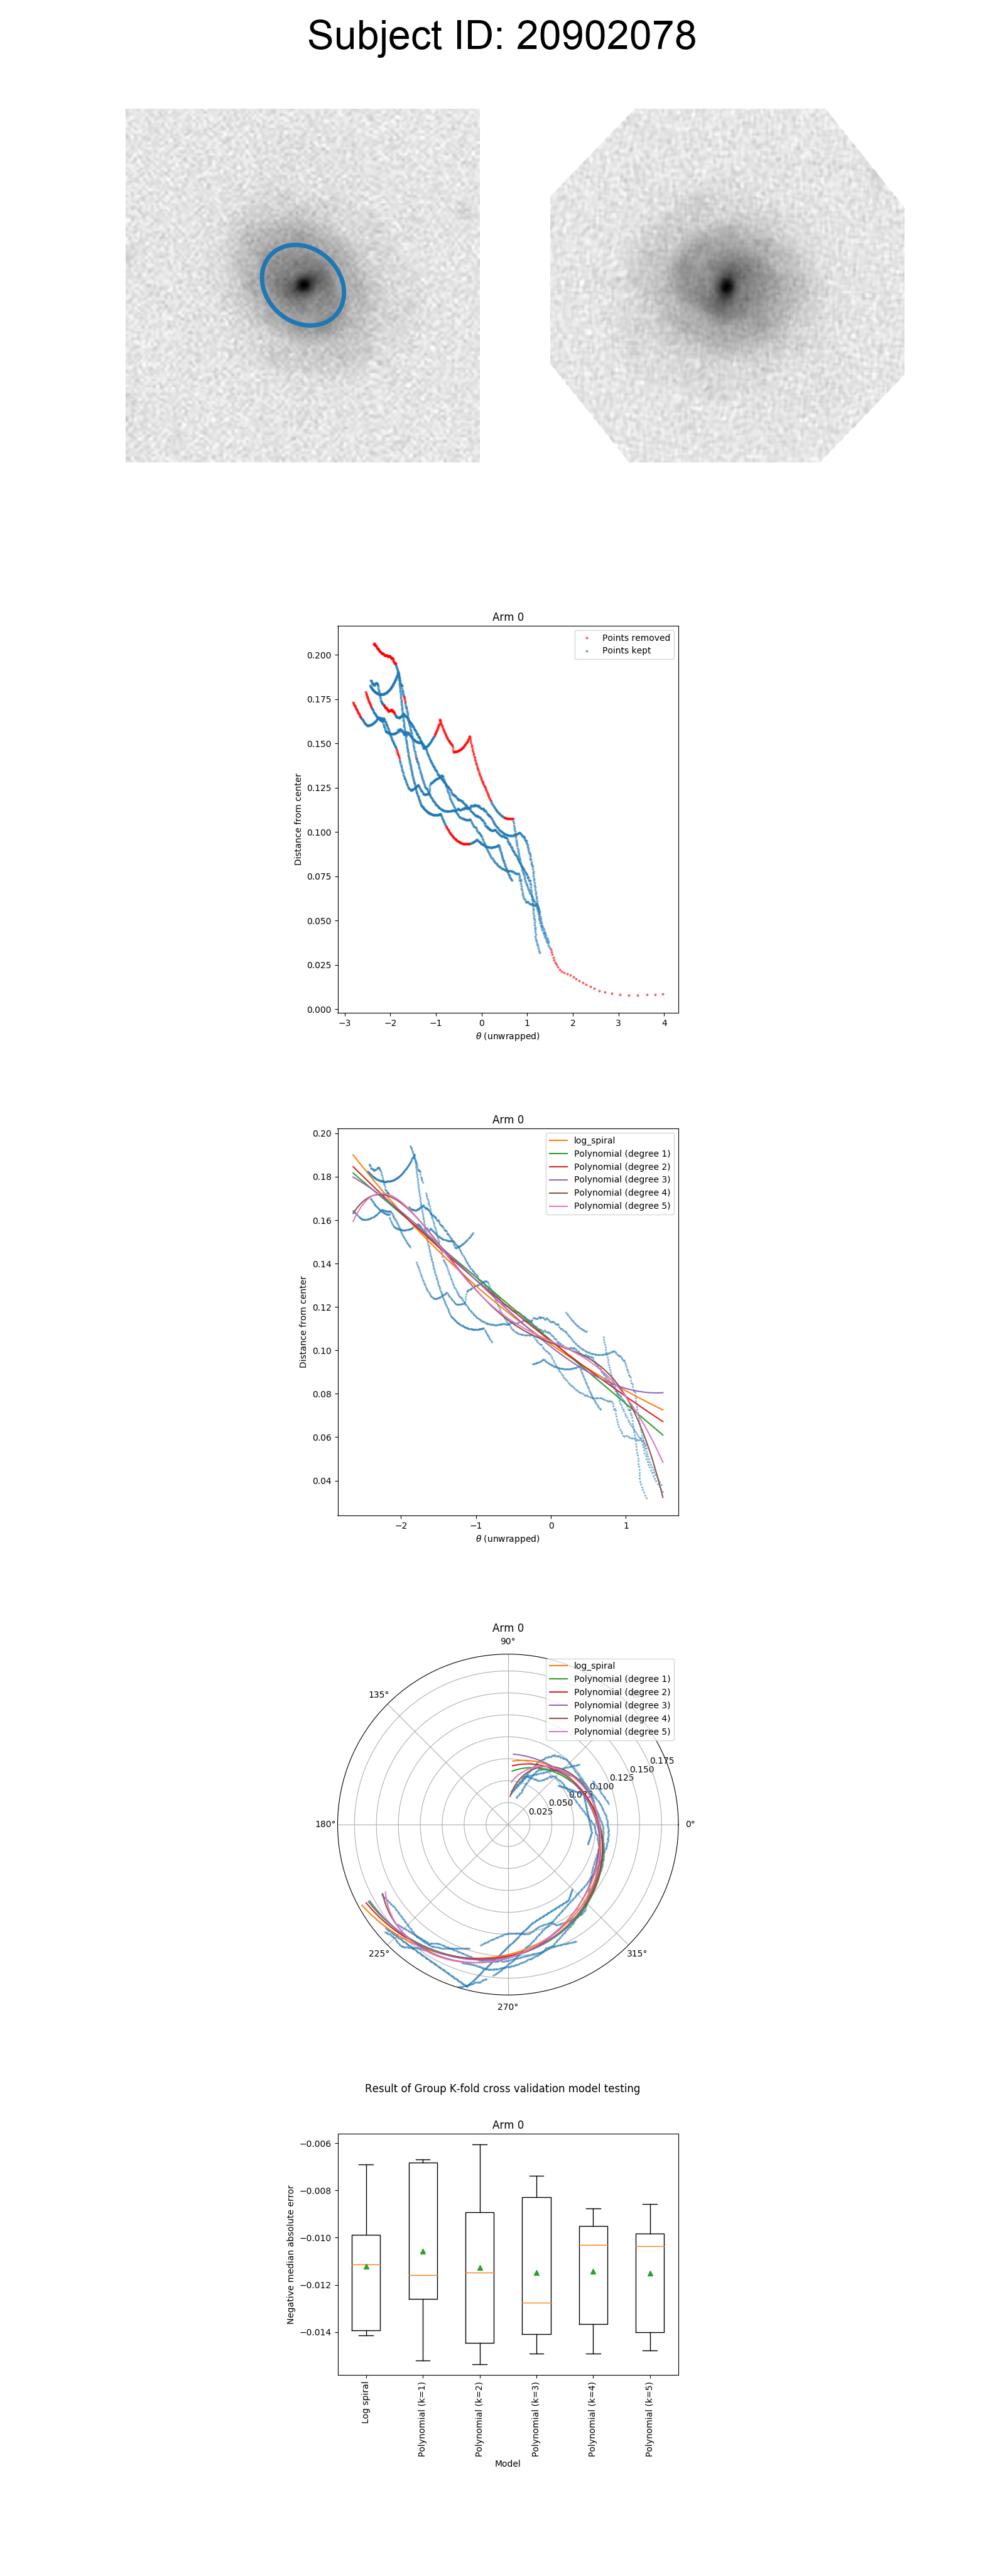 Subject ID: 20902078
Arm 0
Points removed
Points kept
0.200
0.175
0.150
0.125
0.100
0.075
0.050
0.025
0.000
Distance from center
−3 −2 −1 0 1 2 3 4
θ (unwrapped)
Arm 0
log_spiral
Polynomial (degree 1)
Polynomial (degree 2)
Polynomial (degree 3)
Polynomial (degree 4)
Polynomial (degree 5)
0.20
0.18
0.16
0.14
0.12
0.10
0.08
0.06
0.04
Distance from center
−2 −1 0 1
θ (unwrapped)
Arm 0
90°
log_spiral
Polynomial (degree 1)
Polynomial (degree 2)
Polynomial (degree 3)
Polynomial (degree 4)
Polynomial (degree 5)
135°
0.175
0.150
0.125
0.100
0.075
0.050
0.025
180°
0°
225°
315°
270°
Result of Group K-fold cross validation model testing
Arm 0
−0.006
−0.008
−0.010
−0.012
−0.014
Negative median absolute error
Log spiral
Polynomial (k=1)
Polynomial (k=2)
Polynomial (k=3)
Polynomial (k=4)
Polynomial (k=5)
Model